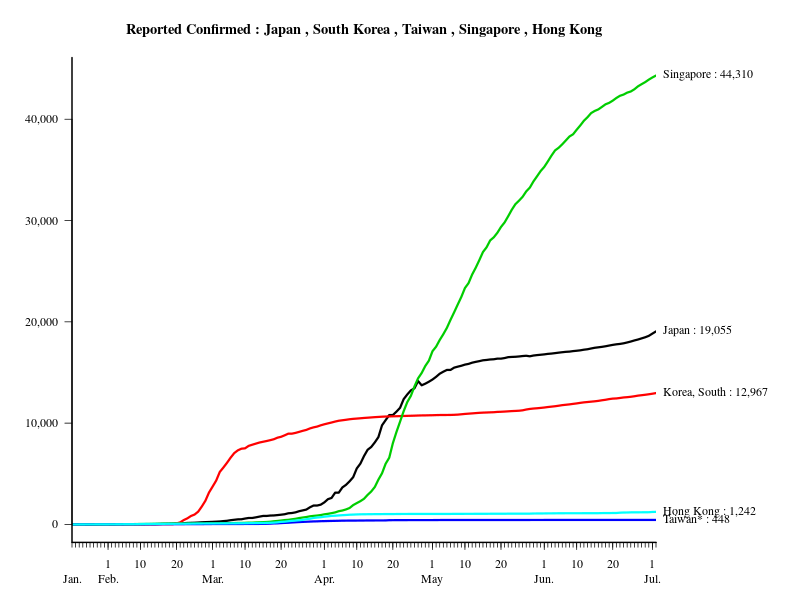 Reported Confirmed : Japan , South Korea , Taiwan , Singapore , Hong Kong
Singapore : 44,310
40,000
30,000
20,000
Japan : 19,055
Korea, South : 12,967
10,000
Hong Kong : 1,242
Taiwan* : 448
0
1 10 20 1 10 20 1 10 20 1 10 20 1 10 20 1
Jan. Feb. Mar. Apr. May Jun. Jul.